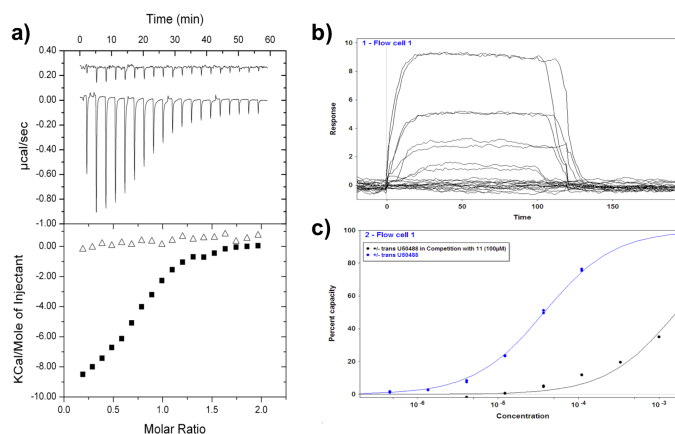 a)
Time (min)
0 10 20 30 40 50 60
0.40
0.20
0.00
-0.20
-0.40
-0.60
-0.80
-1.00
µcal/sec
0.00
-2.00
-4.00
-6.00
-8.00
-10.00
KCal/Mole of Injectant
0.0 0.5 1.0 1.5 2.0
Molar Ratio
b)
1 - Flow cell 1
10
8
6
4
2
0
Response
0 50 100 150
Time
c)
2 - Flow cell 1
+/- trans U50488 in Competition with 11 (100µM)
+/- trans U50488
100
80
60
40
20
0
Percent capacity
10⁻⁶ 10⁻⁵ 10⁻⁴ 10⁻³
Concentration